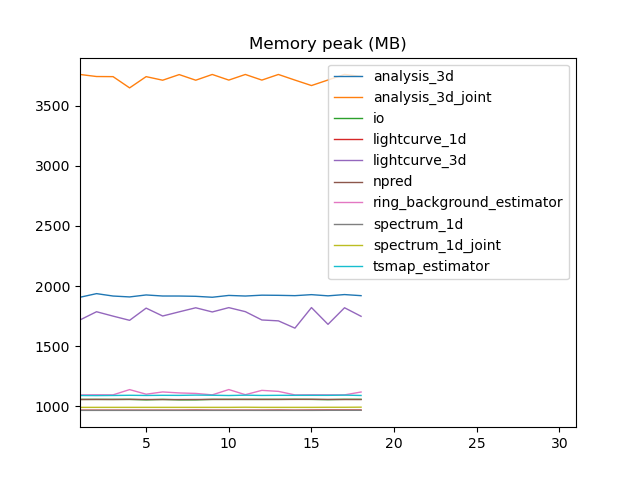 Memory peak (MB)
3500
3000
2500
2000
1500
1000
5
10
15
20
25
30
analysis_3d
analysis_3d_joint
io
lightcurve_1d
lightcurve_3d
npred
ring_background_estimator
spectrum_1d
spectrum_1d_joint
tsmap_estimator